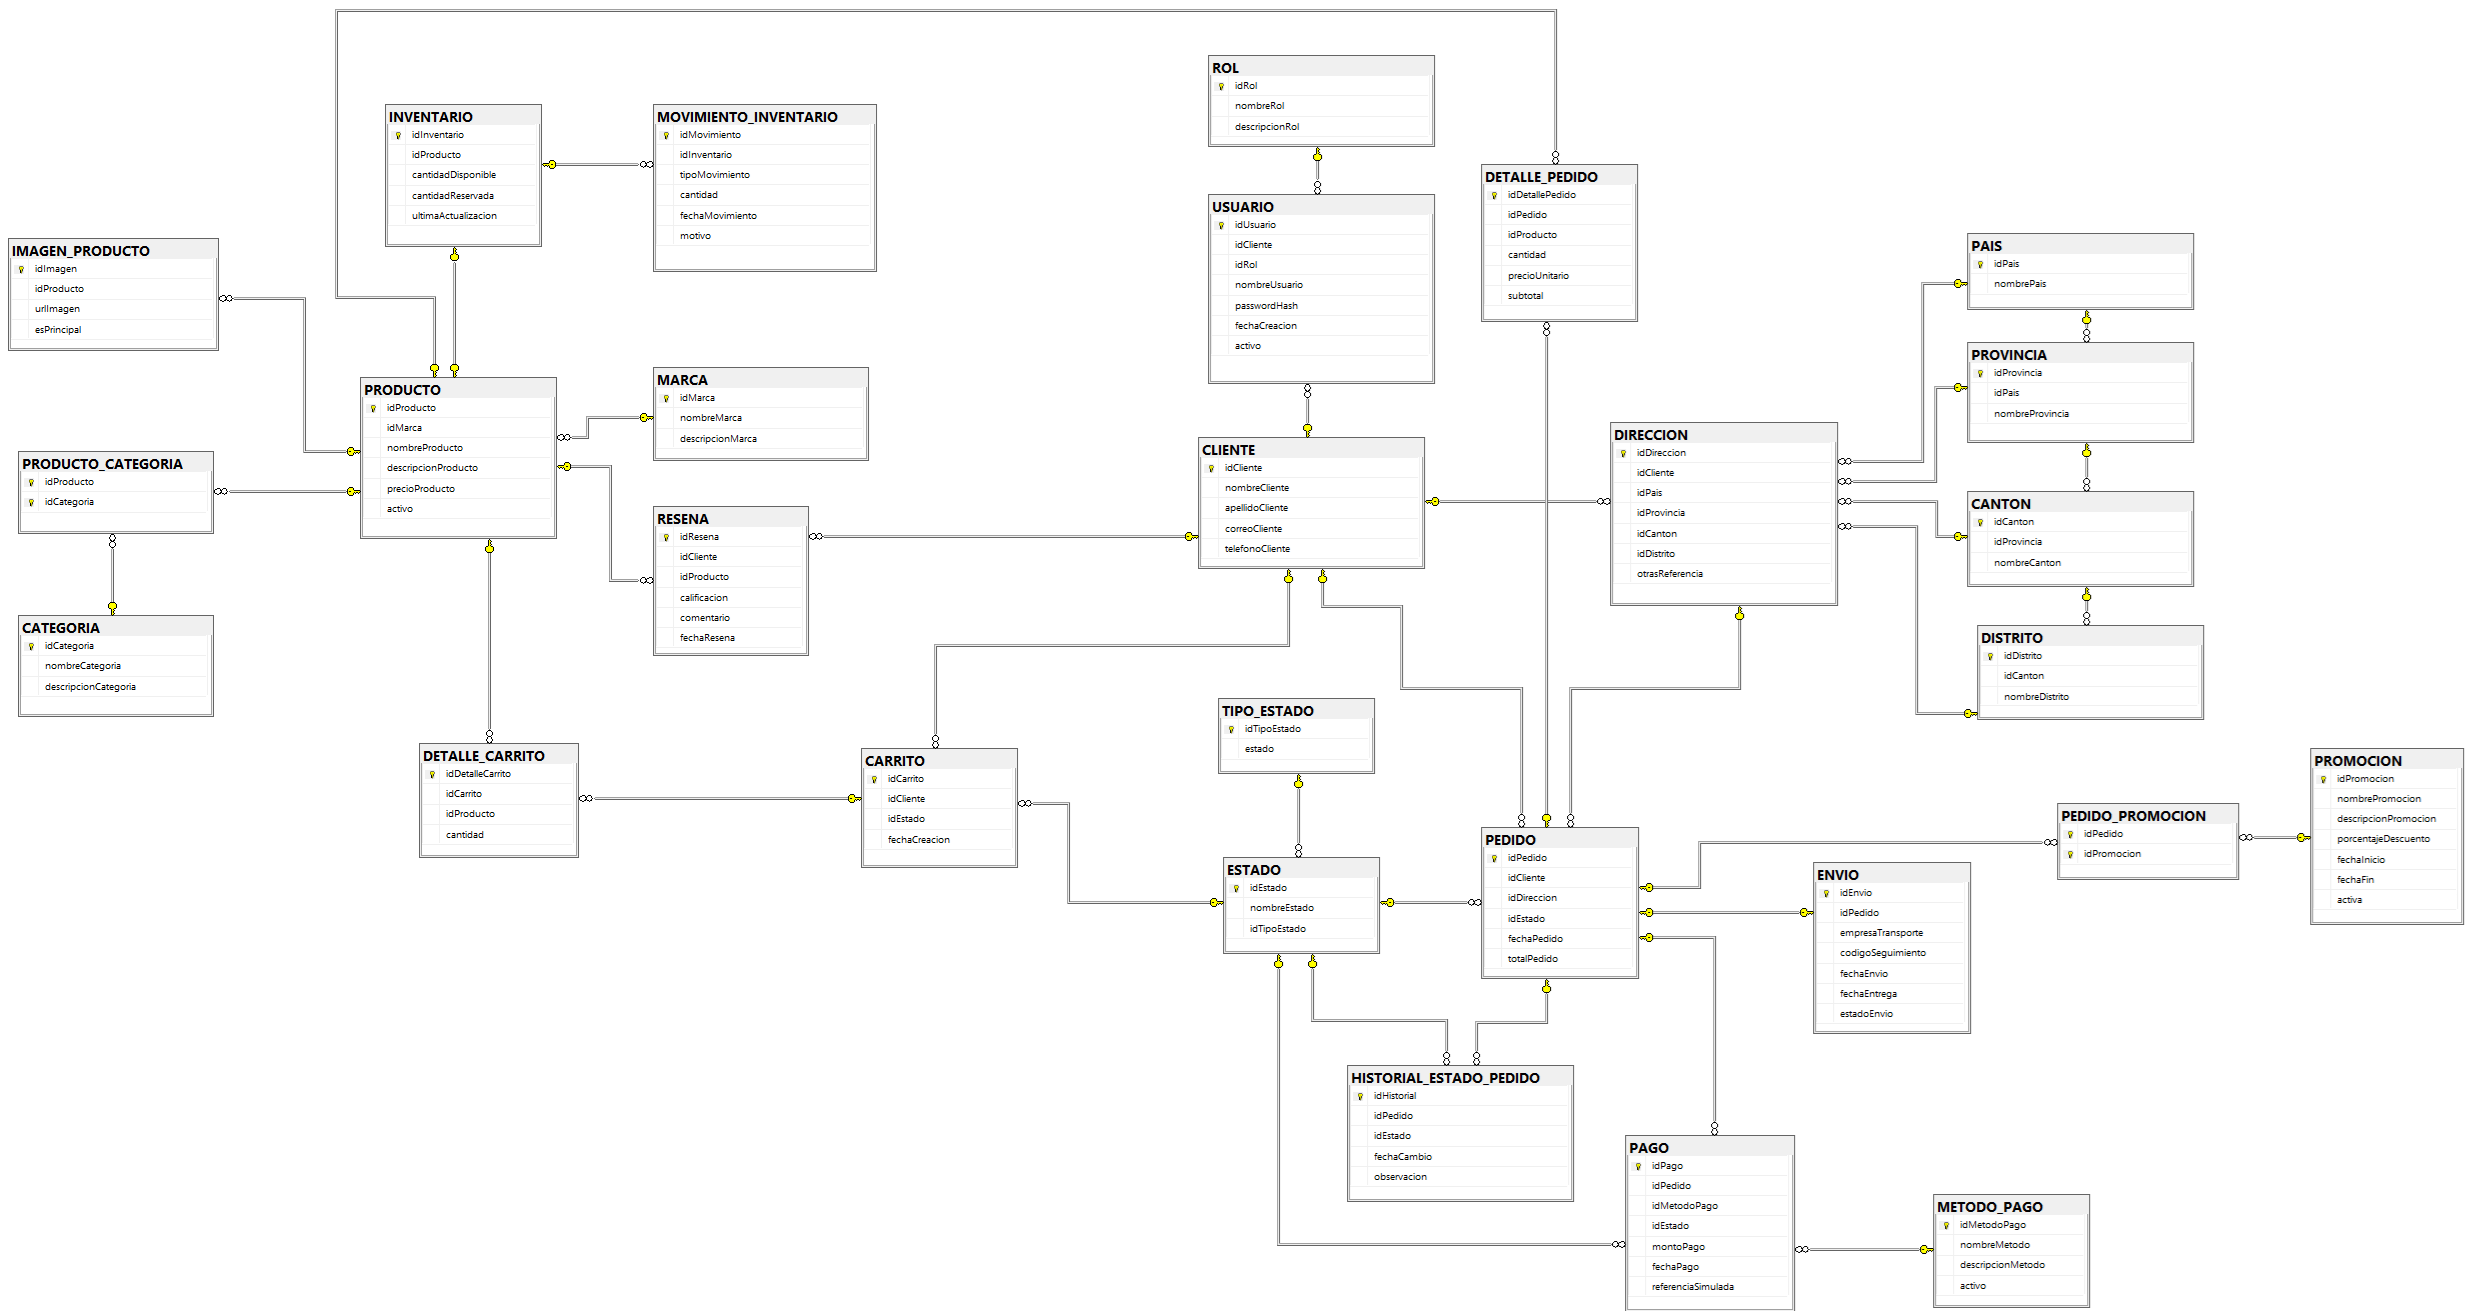 ROL
idRol
nombreRol
descripcionRol
INVENTARIO
idInventario
idProducto
cantidadDisponible
cantidadReservada
ultimaActualizacion
MOVIMIENTO_INVENTARIO
idMovimiento
idInventario
tipoMovimiento
cantidad
fechaMovimiento
motivo
USUARIO
idUsuario
idCliente
idRol
nombreUsuario
passwordHash
fechaCreacion
activo
DETALLE_PEDIDO
idDetallePedido
idPedido
idProducto
cantidad
precioUnitario
subtotal
IMAGEN_PRODUCTO
idImagen
idProducto
urlImagen
esPrincipal
PAIS
idPais
nombrePais
PROVINCIA
idProvincia
idPais
nombreProvincia
PRODUCTO
idProducto
idMarca
nombreProducto
descripcionProducto
precioProducto
activo
MARCA
idMarca
nombreMarca
descripcionMarca
PRODUCTO_CATEGORIA
idProducto
idCategoria
RESENA
idResena
idCliente
idProducto
calificacion
comentario
fechaResena
CLIENTE
idCliente
nombreCliente
apellidoCliente
correoCliente
telefonoCliente
DIRECCION
idDireccion
idCliente
idPais
idProvincia
idCanton
idDistrito
otrasReferencia
CANTON
idCanton
idProvincia
nombreCanton
DISTRITO
idDistrito
idCanton
nombreDistrito
CATEGORIA
idCategoria
nombreCategoria
descripcionCategoria
DETALLE_CARRITO
idDetalleCarrito
idCarrito
idProducto
cantidad
CARRITO
idCarrito
idCliente
idEstado
fechaCreacion
TIPO_ESTADO
idTipoEstado
estado
ESTADO
idEstado
nombreEstado
idTipoEstado
PEDIDO
idPedido
idCliente
idDireccion
idEstado
fechaPedido
totalPedido
ENVIO
idEnvio
idPedido
empresaTransporte
codigoSeguimiento
fechaEnvio
fechaEntrega
estadoEnvio
PEDIDO_PROMOCION
idPedido
idPromocion
PROMOCION
idPromocion
nombrePromocion
descripcionPromocion
porcentajeDescuento
fechaInicio
fechaFin
activa
HISTORIAL_ESTADO_PEDIDO
idHistorial
idPedido
idEstado
fechaCambio
observacion
PAGO
idPago
idPedido
idMetodoPago
idEstado
montoPago
fechaPago
referenciaSimulada
METODO_PAGO
idMetodoPago
nombreMetodo
descripcionMetodo
activo